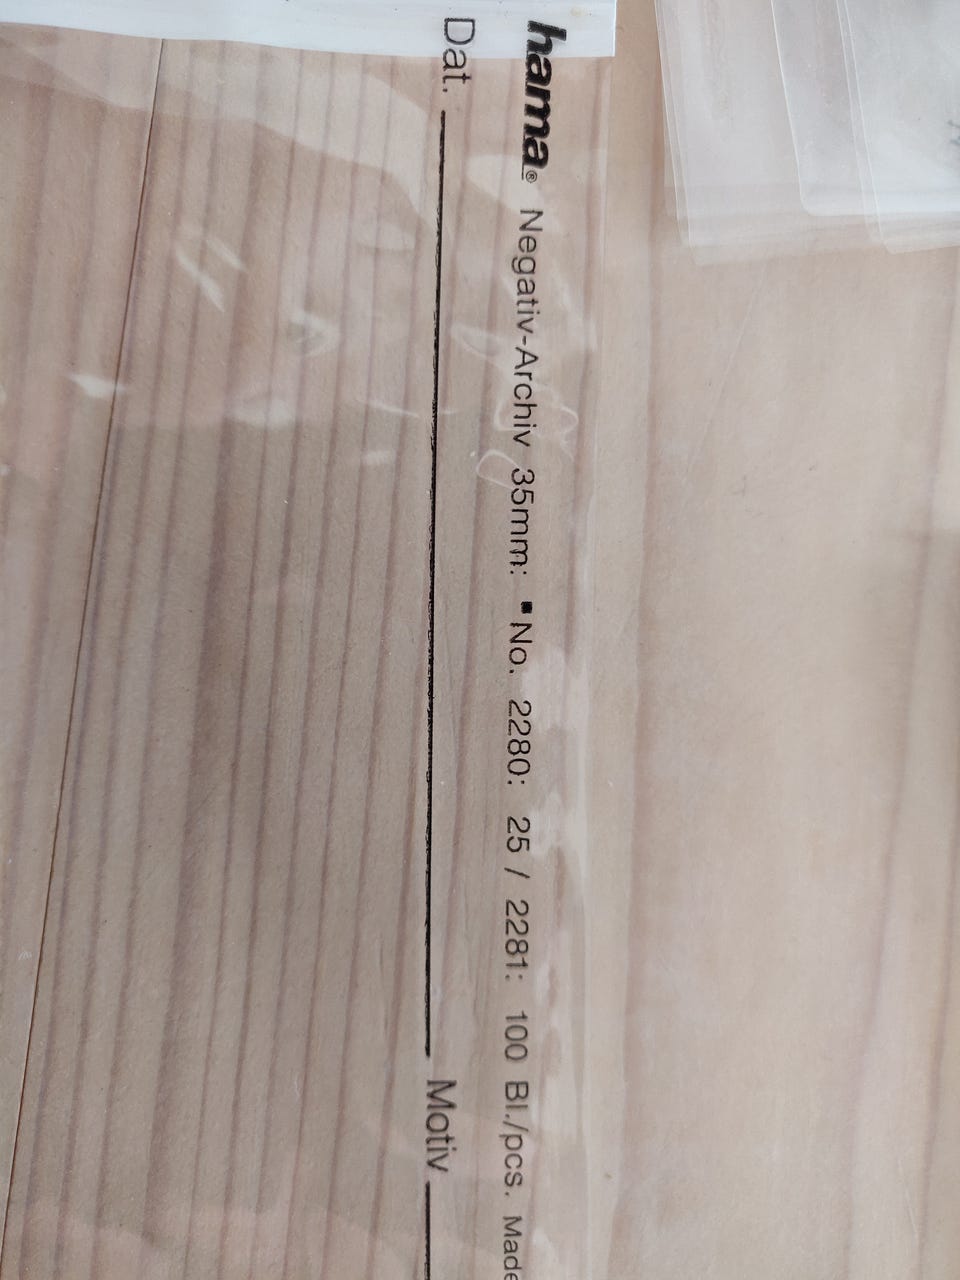 hama® Negativ-Archiv 35mm: ▪ No. 2280: 25 / 2281: 100 Bl./pcs. Made
Dat. Motiv